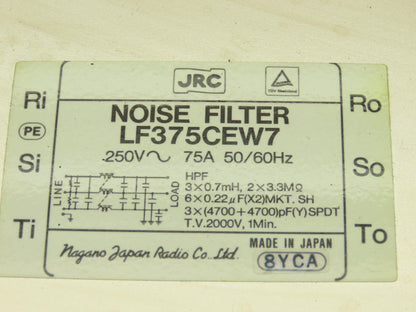 JRC
TÜV Rheinland
Ri
Ro
NOISE FILTER
LF375CEW7
PE
.250V~ 75A 50/60Hz
Si
So
HPF
3×0.7mH, 2×3.3MΩ
6×0.22μF(X2)MKT. SH
3×(4700+4700)pF(Y)SPDT
T.V.2000V, 1Min.
LINE
LOAD
Ti
To
Nagano Japan Radio Co., Ltd.
MADE IN JAPAN
8YCA